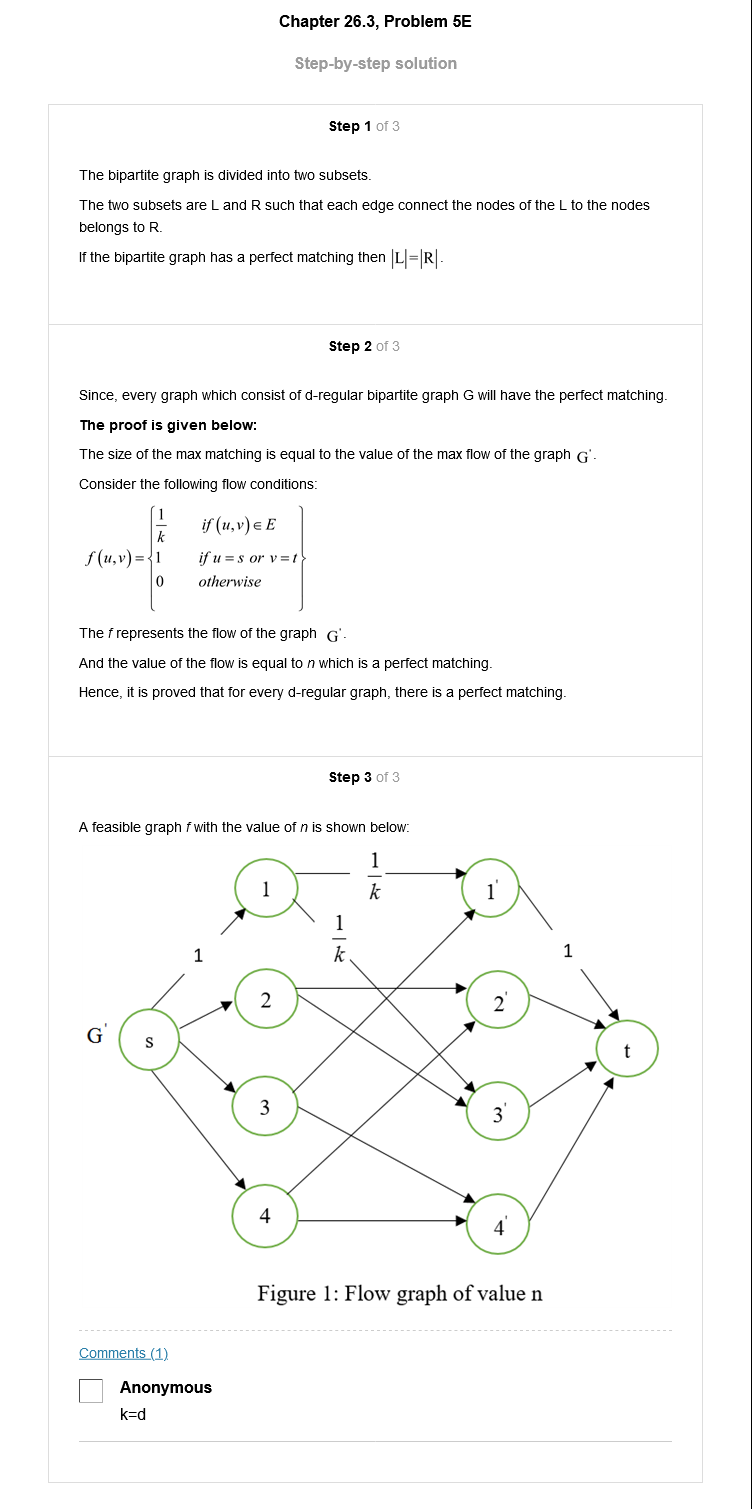 Chapter 26.3, Problem 5E
Step-by-step solution
Step 1 of 3
The bipartite graph is divided into two subsets.
The two subsets are L and R such that each edge connect the nodes of the L to the nodes
belongs to R.
If the bipartite graph has a perfect matching then |L|=|R|.
Step 2 of 3
Since, every graph which consist of d-regular bipartite graph G will have the perfect matching.
The proof is given below:
The size of the max matching is equal to the value of the max flow of the graph G'.
Consider the following flow conditions:
1/k if (u,v)∈E
f(u,v)={1 if u=s or v=t}
0 otherwise
The f represents the flow of the graph G'.
And the value of the flow is equal to n which is a perfect matching.
Hence, it is proved that for every d-regular graph, there is a perfect matching.
Step 3 of 3
A feasible graph f with the value of n is shown below:
1/k
1
1'
1/k
1
1
2
2'
G'
s
t
3
3'
4
4'
Figure 1: Flow graph of value n
Comments (1)
Anonymous
k=d